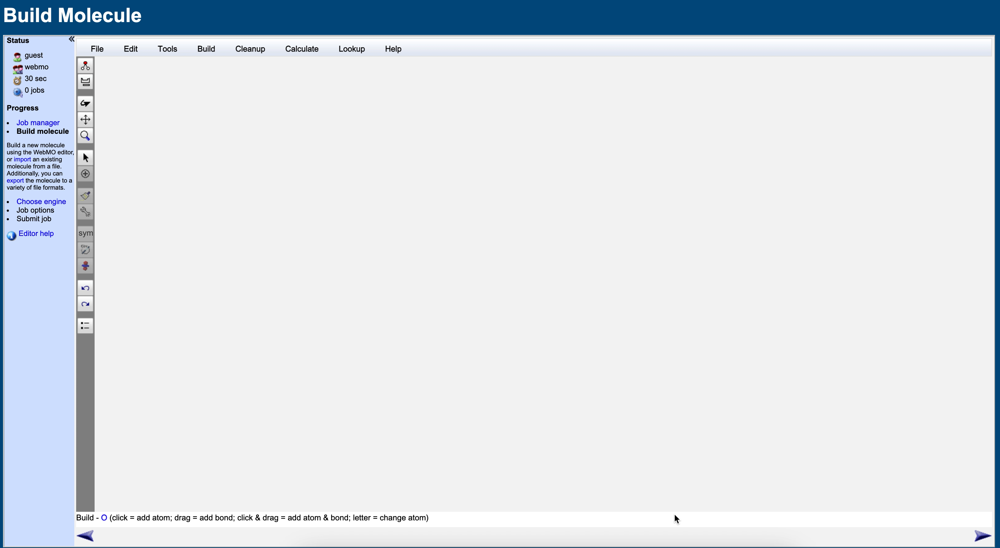 Build Molecule
Status
guest
webmo
30 sec
0 jobs
Progress
• Job manager
• Build molecule
Build a new molecule
using the WebMO editor,
or import an existing
molecule from a file.
Additionally, you can
export the molecule to a
variety of file formats.
• Choose engine
• Job options
• Submit job
Editor help
File Edit Tools Build Cleanup Calculate Lookup Help
sym
C2v
Build - O (click = add atom; drag = add bond; click & drag = add atom & bond; letter = change atom)